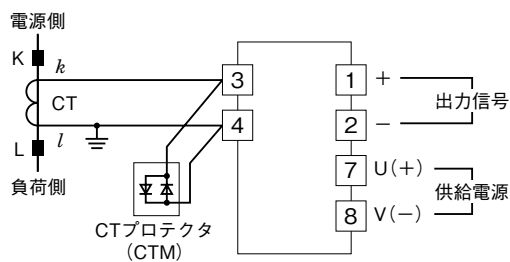 電源側
K
k
CT
L
l
負荷側
CTプロテクタ
(CTM)
3
4
1
+
2
−
出力信号
7
U(+)
8
V(−)
供給電源